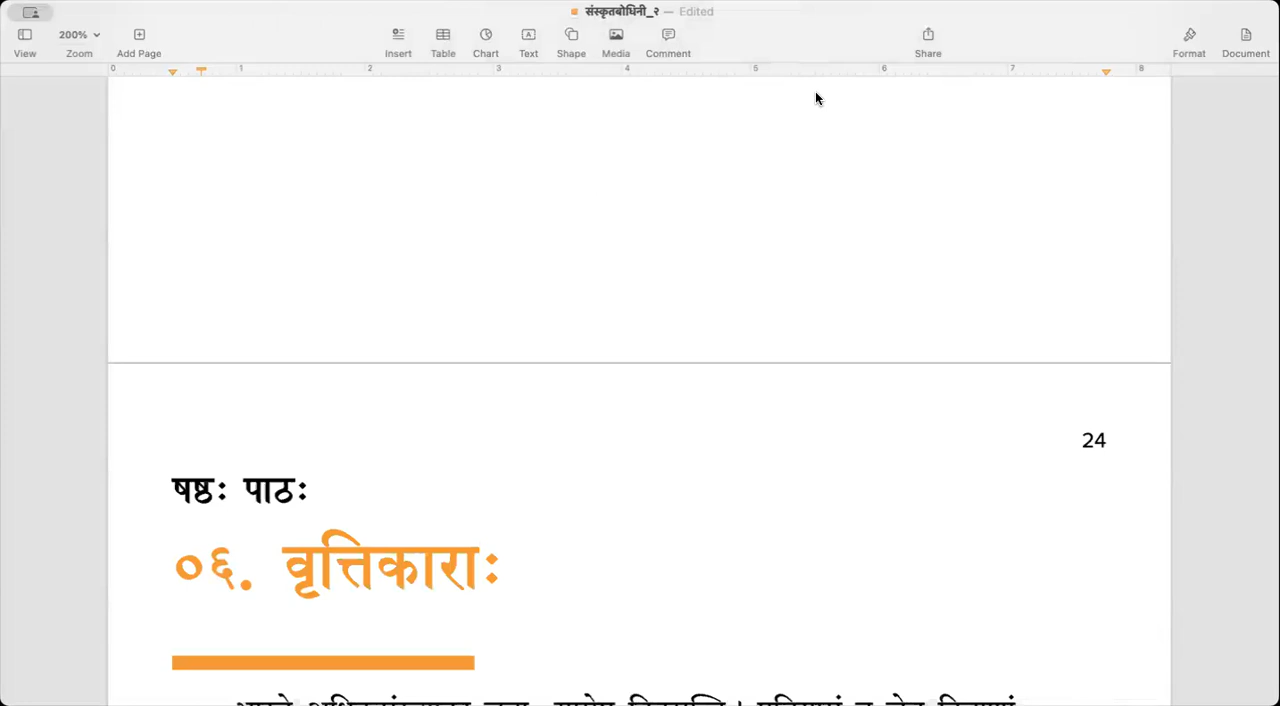 संस्कृतबोधिनी_२ — Edited
200%
View Zoom Add Page Insert Table Chart Text Shape Media Comment Share Format Document
0 1 2 3 4 5 6 7 8
24
षष्ठः पाठः
०६. वृत्तिकाराः